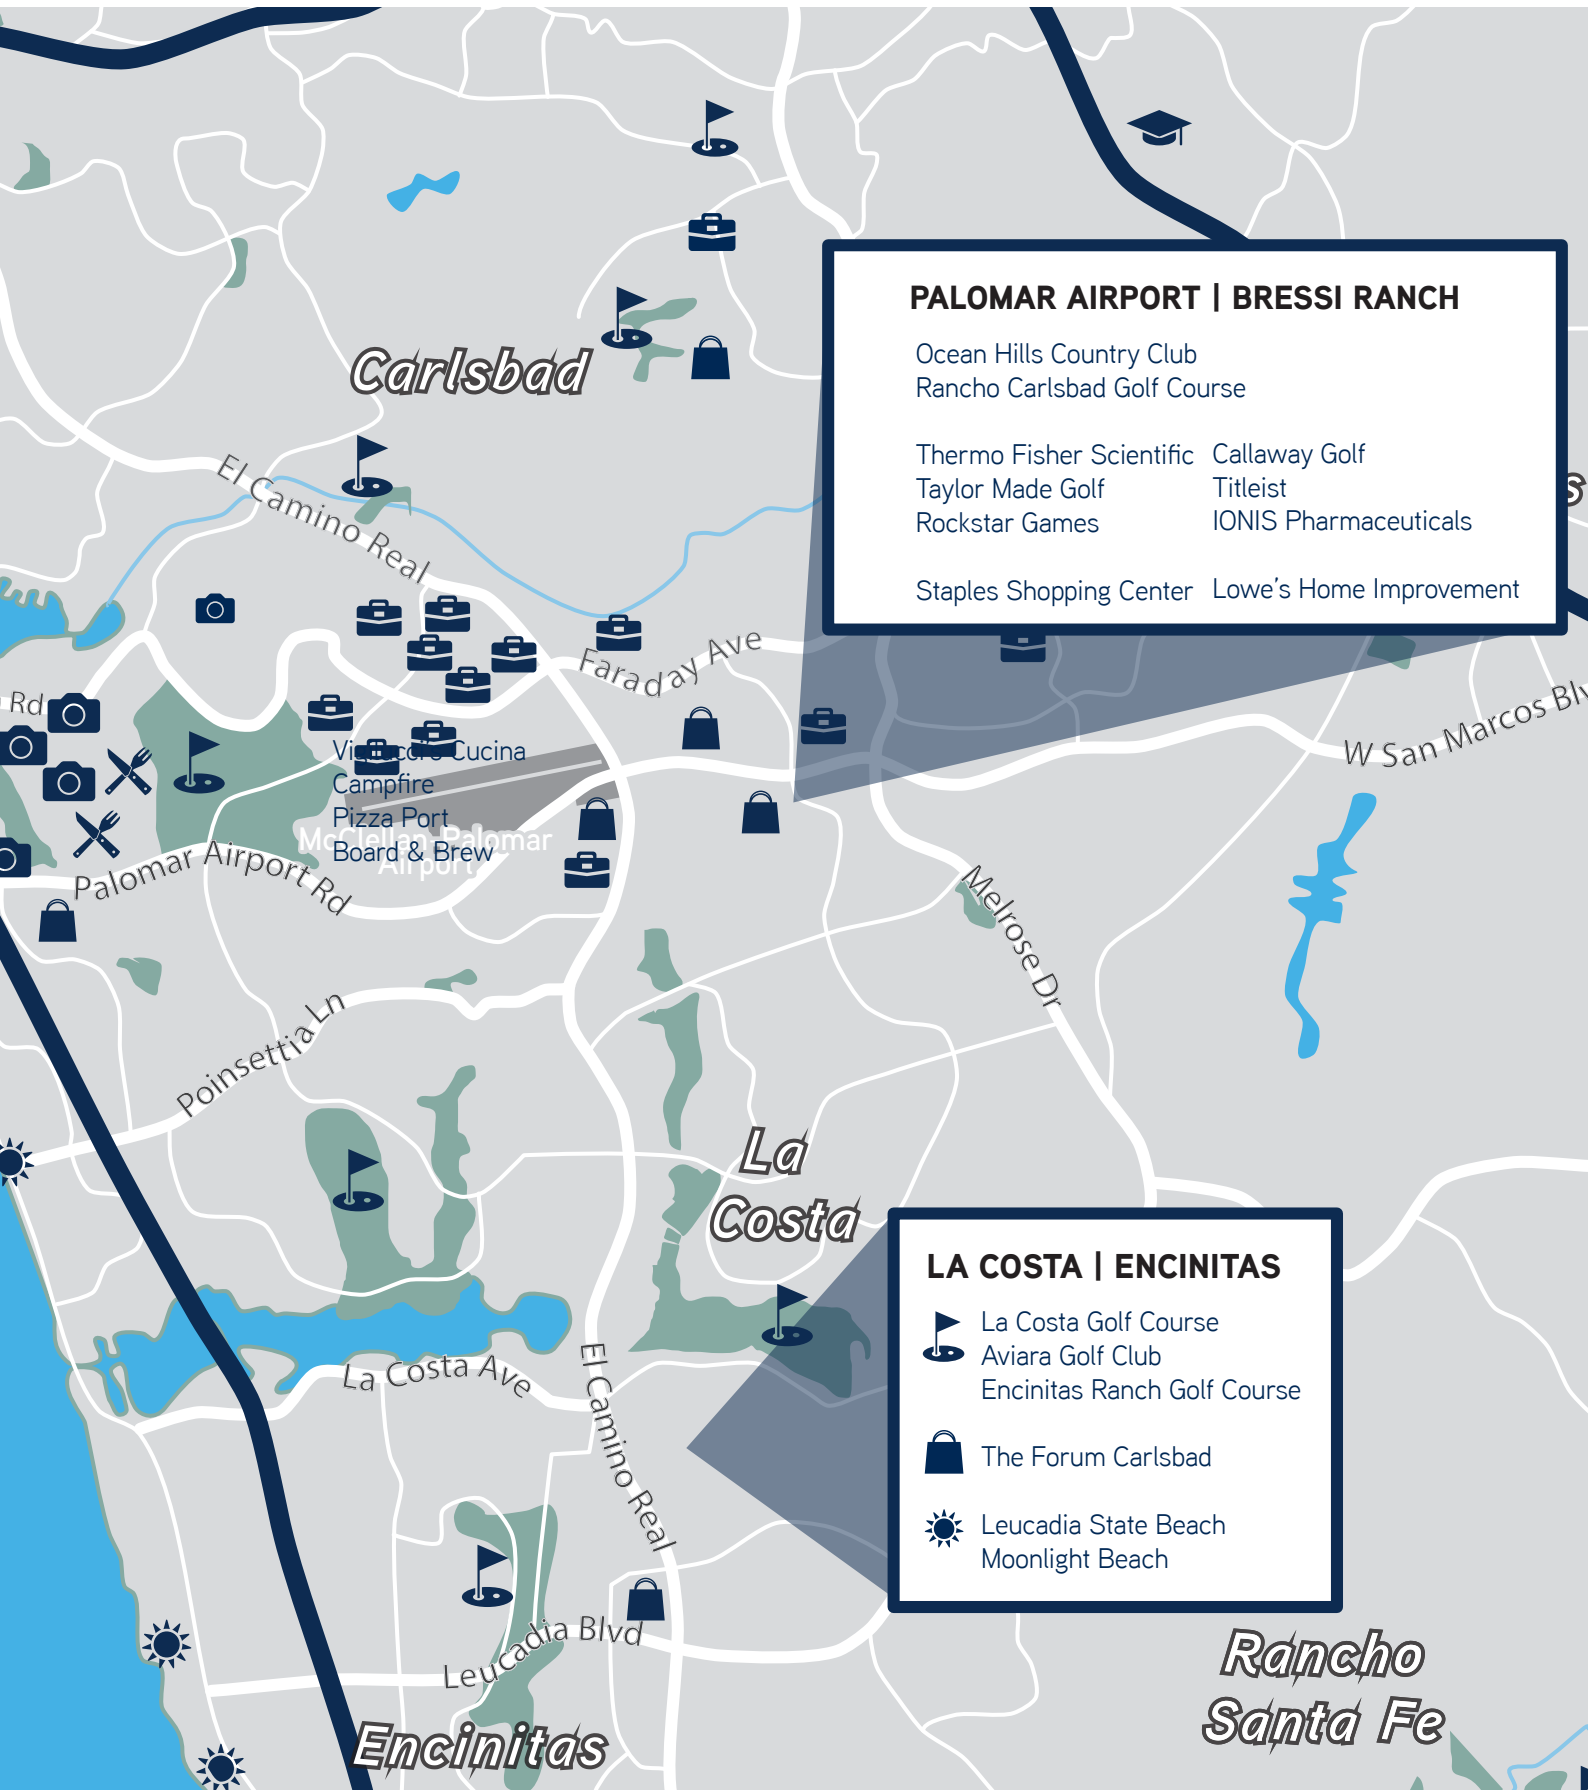 PALOMAR AIRPORT | BRESSI RANCH
Ocean Hills Country Club
Rancho Carlsbad Golf Course
Thermo Fisher Scientific Callaway Golf
Taylor Made Golf Titleist
Rockstar Games IONIS Pharmaceuticals
Staples Shopping Center Lowe's Home Improvement
Carlsbad
El Camino Real
s
Faraday Ave
Rd
W San Marcos Blv
Cucina
Campfire
Pizza Port
McClellan-Palomar
Airport
Board & Brew
Palomar Airport Rd
Melrose Dr
Poinsettia Ln
La
Costa
LA COSTA | ENCINITAS
La Costa Golf Course
Aviara Golf Club
Encinitas Ranch Golf Course
The Forum Carlsbad
Leucadia State Beach
Moonlight Beach
La Costa Ave
El Camino Real
Leucadia Blvd
Encinitas
Rancho
Santa Fe